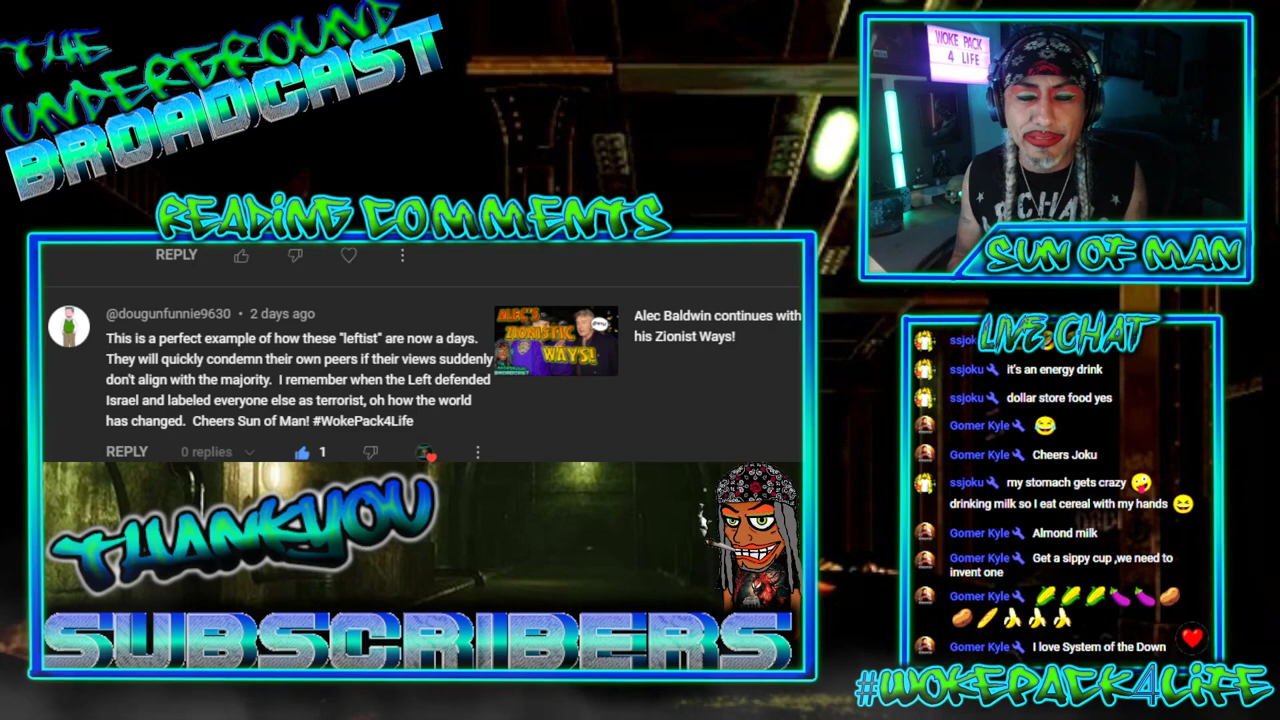 THE
UNDERGROUND
BROADCAST
WOKE PACK
4 LIFE
SUN OF MAN
READING COMMENTS
REPLY
@dougunfunnie9630 • 2 days ago
This is a perfect example of how these "leftist" are now a days.
They will quickly condemn their own peers if their views suddenly
don't align with the majority. I remember when the Left defended
Israel and labeled everyone else as terrorist, oh how the world
has changed. Cheers Sun of Man! #WokePack4Life
REPLY 0 replies 1
ALEC'S
ZIONISTIC
WAYS!
Alec Baldwin continues with
his Zionist Ways!
THANKYOU
SUBSCRIBERS
LIVE CHAT
ssjoku it's an energy drink
ssjoku dollar store food yes
Gomer Kyle 😂
Gomer Kyle Cheers Joku
ssjoku my stomach gets crazy 🤪
drinking milk so I eat cereal with my hands 😆
Gomer Kyle Almond milk
Gomer Kyle Get a sippy cup ,we need to
invent one
Gomer Kyle 🌽🌽🌽🍆🍆🥔
🥔🥖🍌🍌🍌
Gomer Kyle I love System of the Down
#WOKEPACK4LIFE